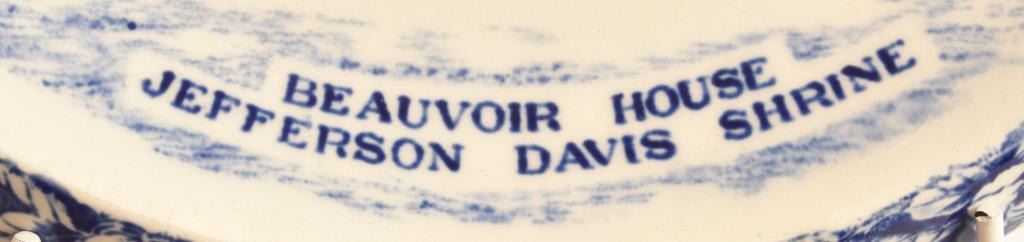 BEAUVOIR HOUSE
JEFFERSON DAVIS SHRINE